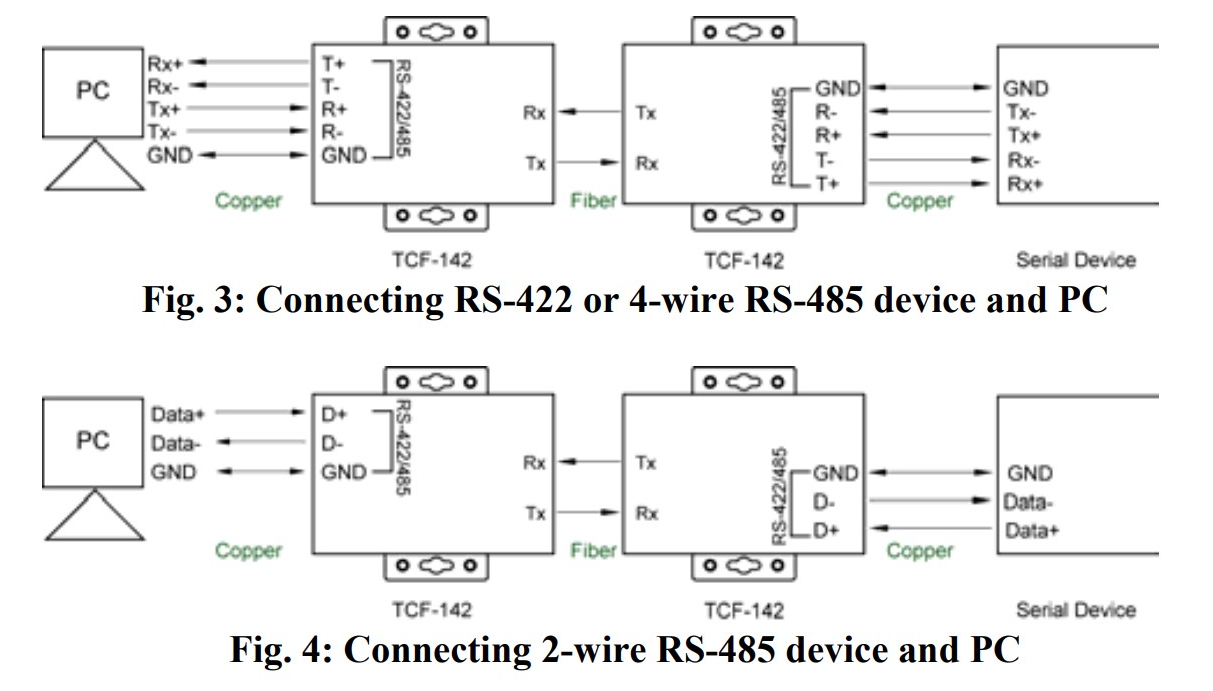 PC
Rx+
Rx-
Tx+
Tx-
GND
T+
T-
R+
R-
GND
RS-422/485
Rx
Tx
Tx
Rx
RS-422/485
GND
R-
R+
T-
T+
GND
Tx-
Tx+
Rx-
Rx+
Copper
Fiber
Copper
TCF-142
TCF-142
Serial Device
Fig. 3: Connecting RS-422 or 4-wire RS-485 device and PC
PC
Data+
Data-
GND
D+
D-
GND
RS-422/485
Rx
Tx
Tx
Rx
RS-422/485
GND
D-
D+
GND
Data-
Data+
Copper
Fiber
Copper
TCF-142
TCF-142
Serial Device
Fig. 4: Connecting 2-wire RS-485 device and PC